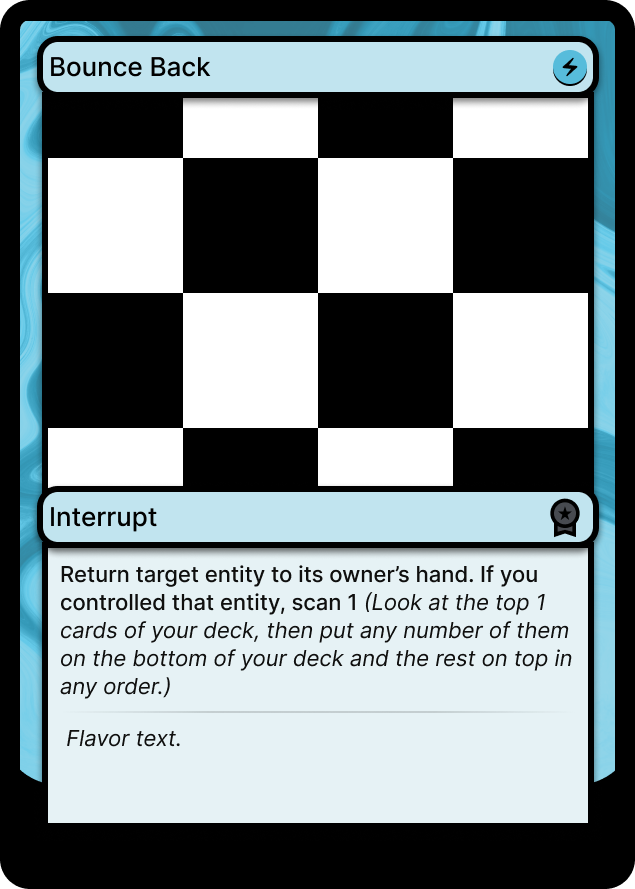 Bounce Back
Interrupt
Return target entity to its owner’s hand. If you
controlled that entity, scan 1 (Look at the top 1
cards of your deck, then put any number of them
on the bottom of your deck and the rest on top in
any order.)
Flavor text.